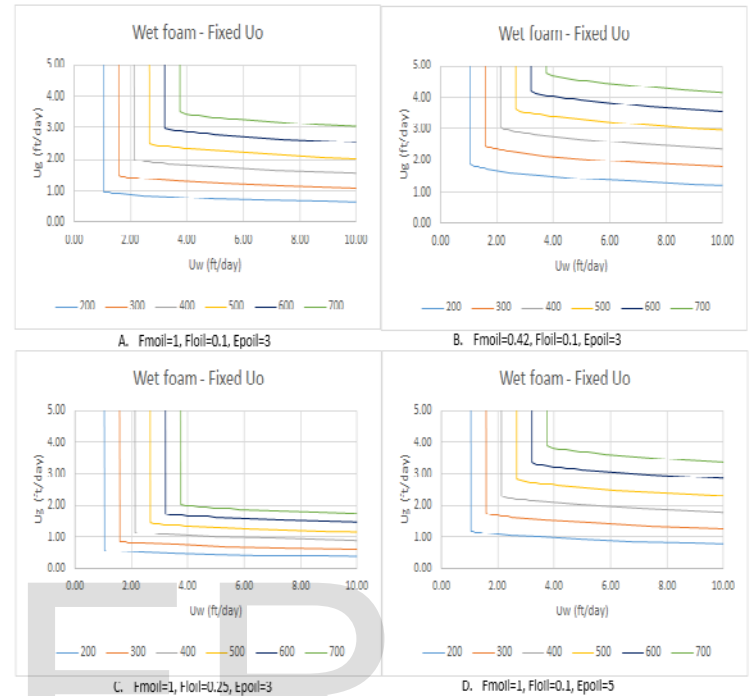 Wet foam - Fixed Uo
5.00
4.00
3.00
2.00
1.00
0.00
Ug (ft/day)
0.00 2.00 4.00 6.00 8.00 10.00
Uw (ft/day)
200 300 400 500 600 700
A. Fmoil=1, Floil=0.1, Epoil=3
Wet foam - Fixed Uo
5.00
4.00
3.00
2.00
1.00
0.00
Ug (ft/day)
0.00 2.00 4.00 6.00 8.00 10.00
Uw (ft/day)
200 300 400 500 600 700
B. Fmoil=0.42, Floil=0.1, Epoil=3
Wet foam - Fixed Uo
5.00
4.00
3.00
2.00
1.00
0.00
Ug (ft/day)
0.00 2.00 4.00 6.00 8.00 10.00
Uw (ft/day)
200 300 400 500 600 700
C. Fmoil=1, Floil=0.25, Epoil=3
Wet foam - Fixed Uo
5.00
4.00
3.00
2.00
1.00
0.00
Ug (ft/day)
0.00 2.00 4.00 6.00 8.00 10.00
Uw (ft/day)
200 300 400 500 600 700
D. Fmoil=1, Floil=0.1, Epoil=5